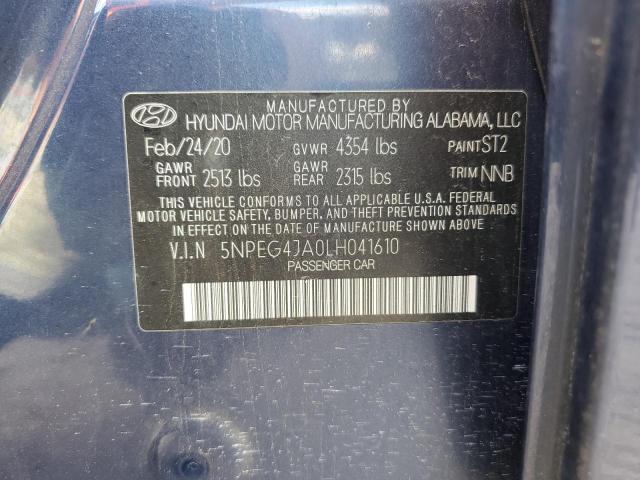 MANUFACTURED BY
HYUNDAI MOTOR MANUFACTURING ALABAMA, LLC
Feb/24/20 GVWR 4354 lbs PAINT ST2
GAWR FRONT 2513 lbs GAWR REAR 2315 lbs TRIM NNB
THIS VEHICLE CONFORMS TO ALL APPLICABLE U.S.A. FEDERAL
MOTOR VEHICLE SAFETY, BUMPER, AND THEFT PREVENTION STANDARDS
IN EFFECT ON THE DATE OF MANUFACTURE SHOWN ABOVE.
V.I.N 5NPEG4JA0LH041610
PASSENGER CAR